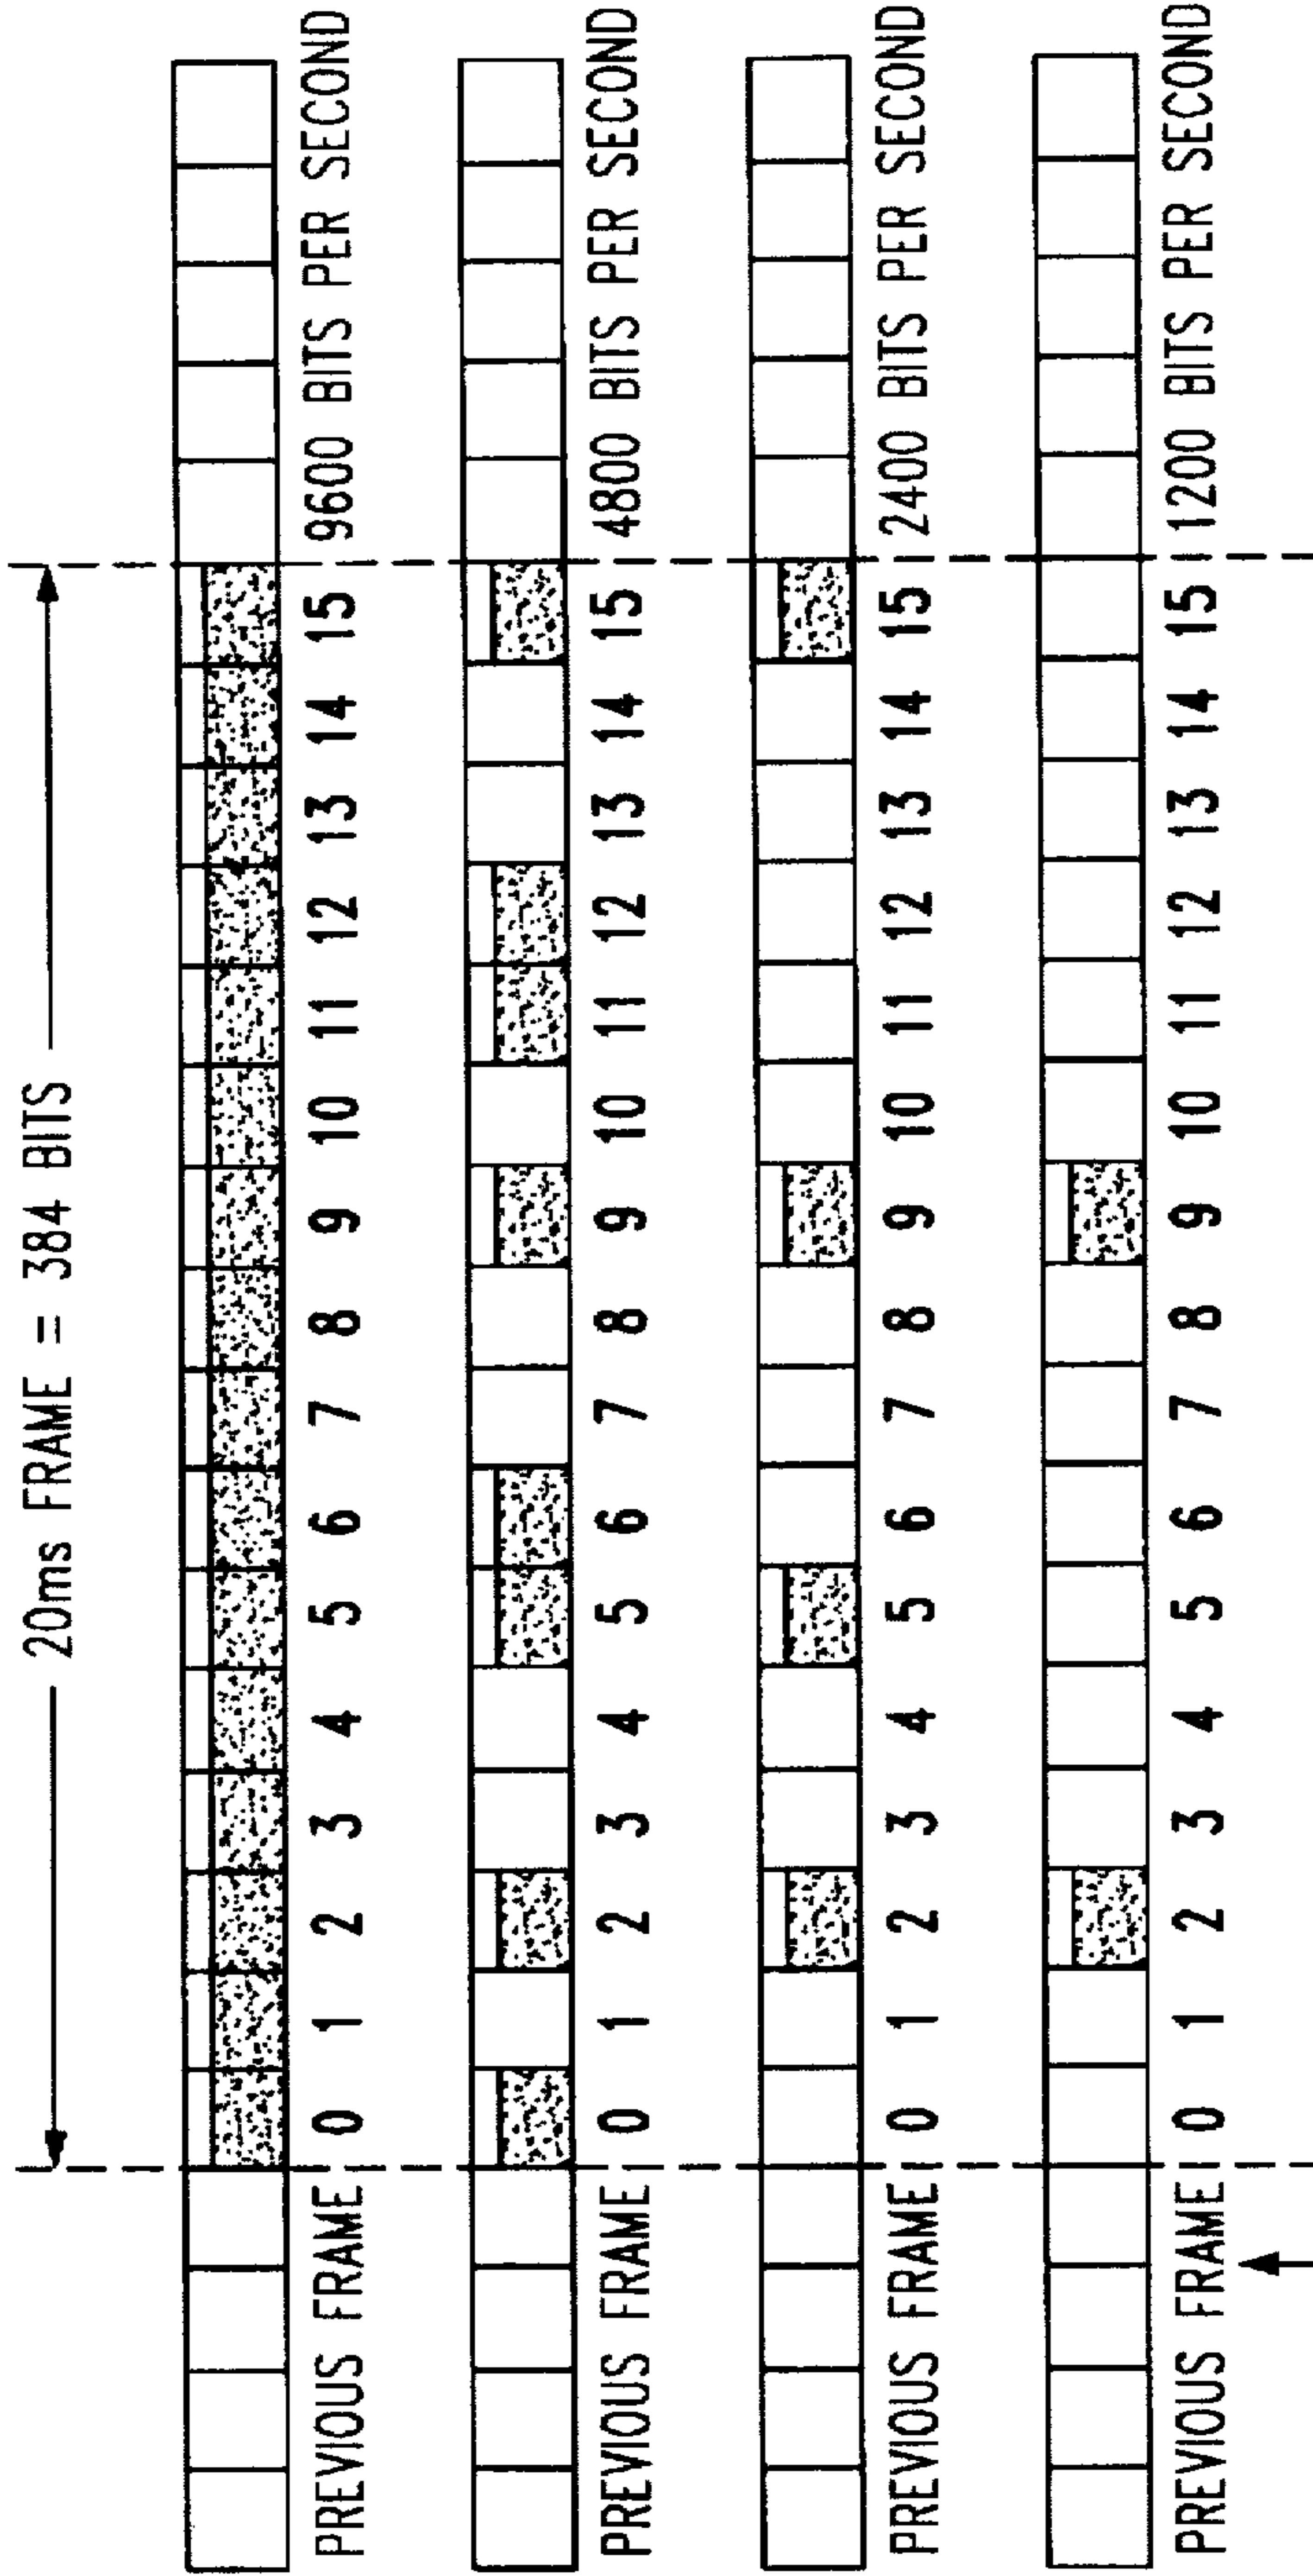 20ms FRAME = 384 BITS
PREVIOUS FRAME 0 1 2 3 4 5 6 7 8 9 10 11 12 13 14 15 9600 BITS PER SECOND
PREVIOUS FRAME 0 1 2 3 4 5 6 7 8 9 10 11 12 13 14 15 4800 BITS PER SECOND
PREVIOUS FRAME 0 1 2 3 4 5 6 7 8 9 10 11 12 13 14 15 2400 BITS PER SECOND
PREVIOUS FRAME 0 1 2 3 4 5 6 7 8 9 10 11 12 13 14 15 1200 BITS PER SECOND